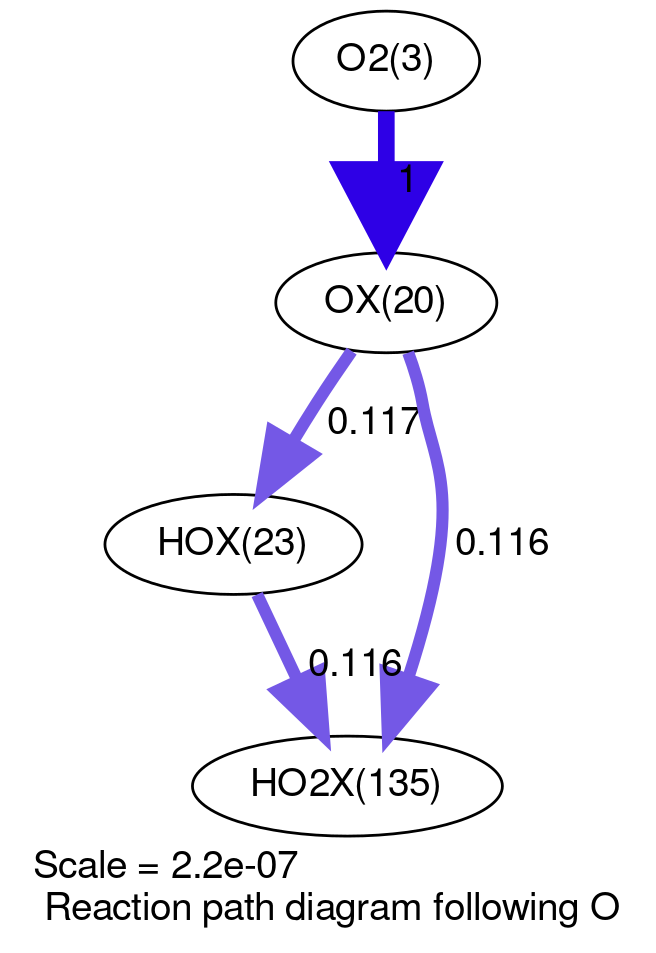 O2(3)
1
OX(20)
0.117
HOX(23)
0.116
0.116
HO2X(135)
Scale = 2.2e-07
Reaction path diagram following O